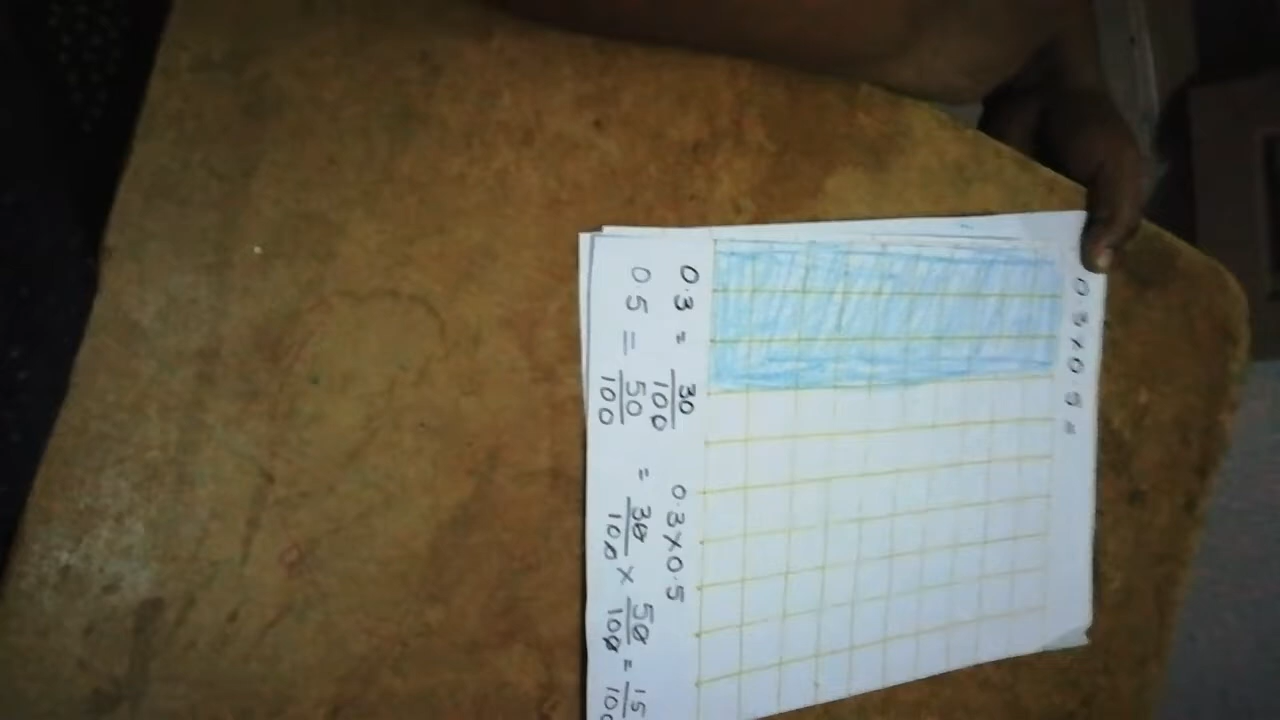 0.3×0.5=
0.3 = 30/100
0.5 = 50/100
0.3×0.5
= 30/100 × 50/100 = 15/100